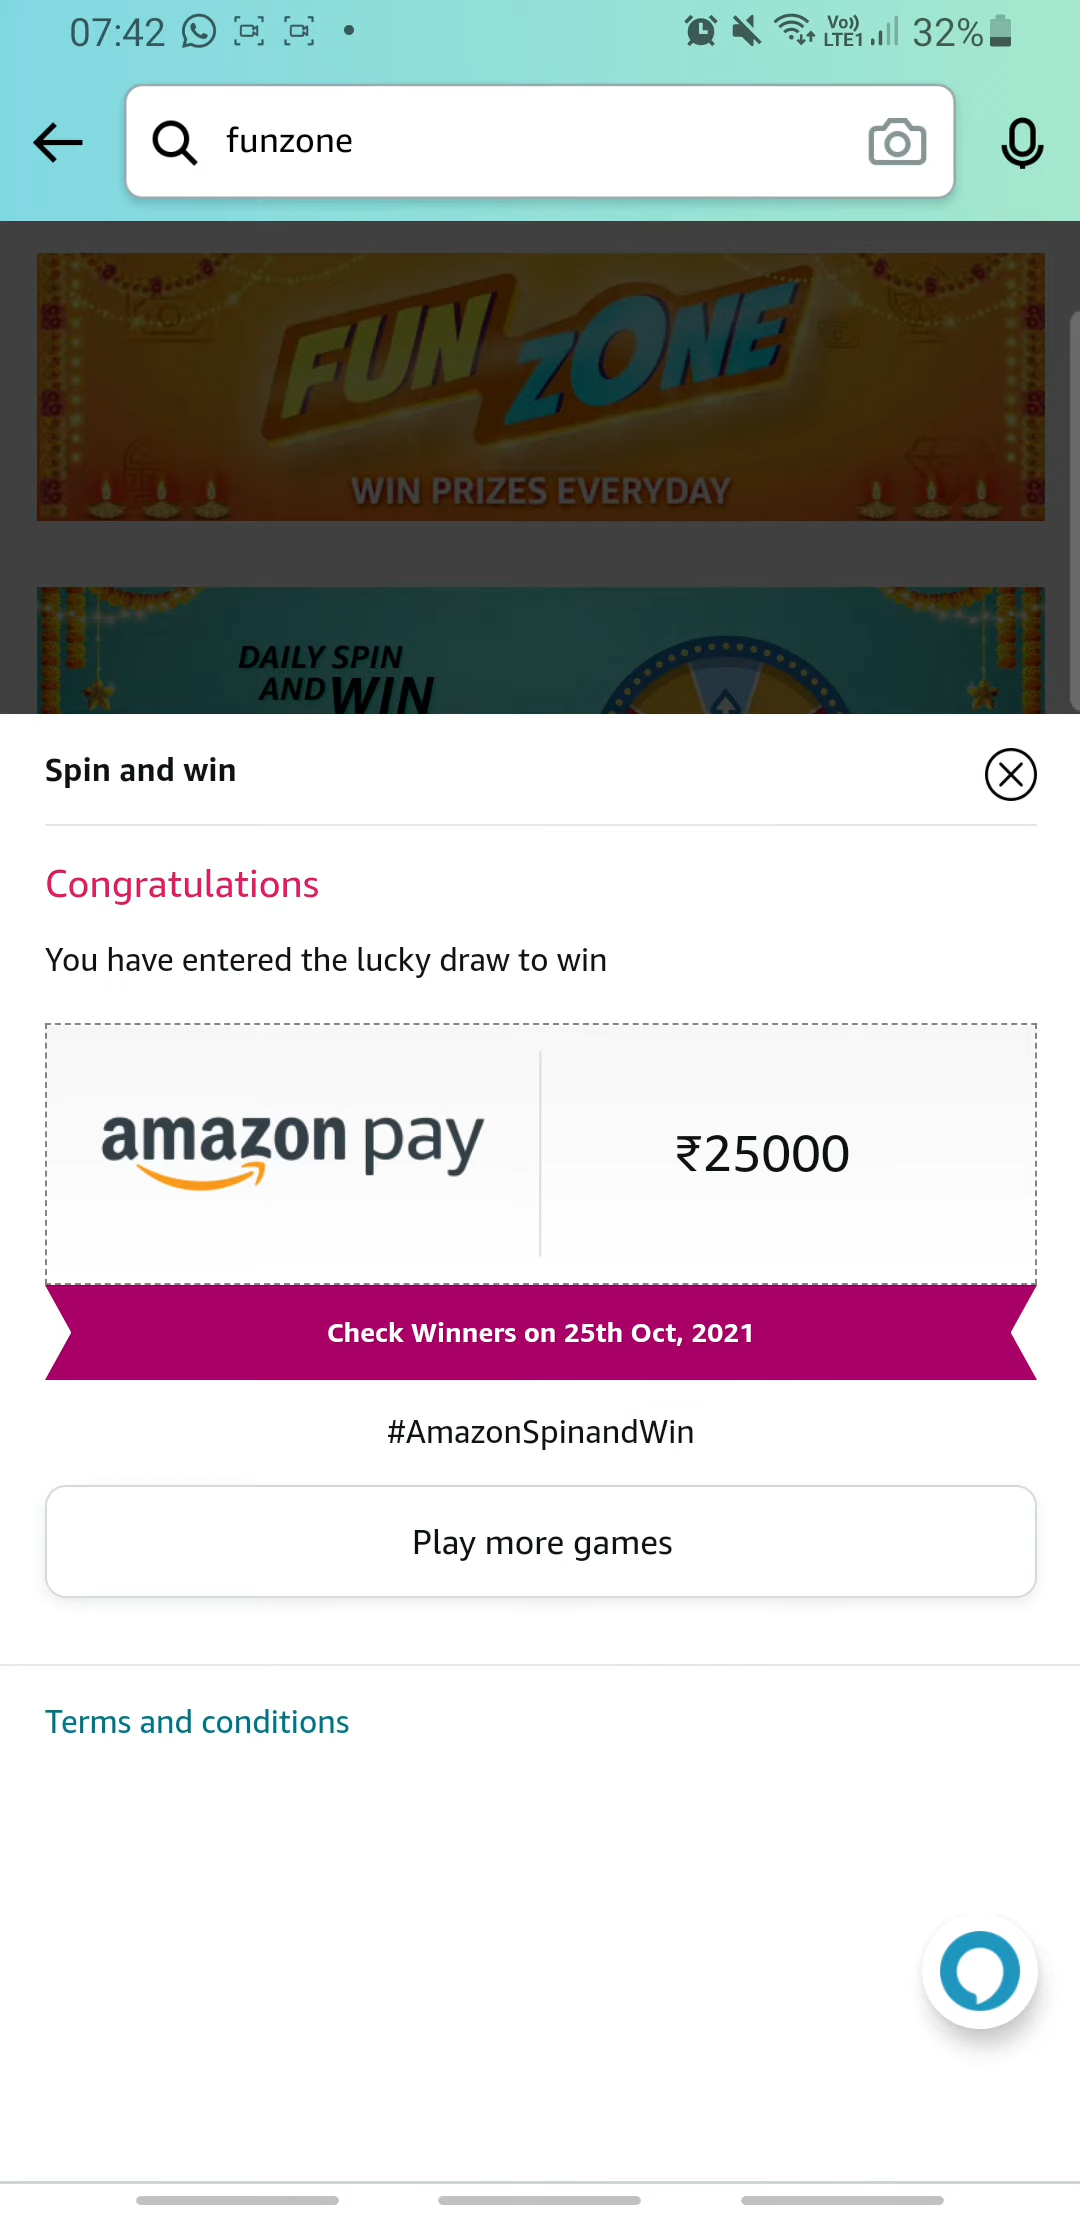 07:42
Vo))
LTE1
32%
funzone
FUN ZONE
WIN PRIZES EVERYDAY
DAILY SPIN
AND WIN
Spin and win
Congratulations
You have entered the lucky draw to win
amazon pay
₹25000
Check Winners on 25th Oct, 2021
#AmazonSpinandWin
Play more games
Terms and conditions